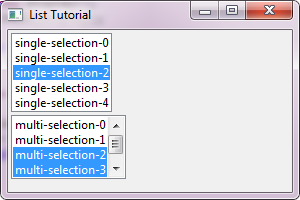 List Tutorial
single-selection-0
single-selection-1
single-selection-2
single-selection-3
single-selection-4
multi-selection-0
multi-selection-1
multi-selection-2
multi-selection-3